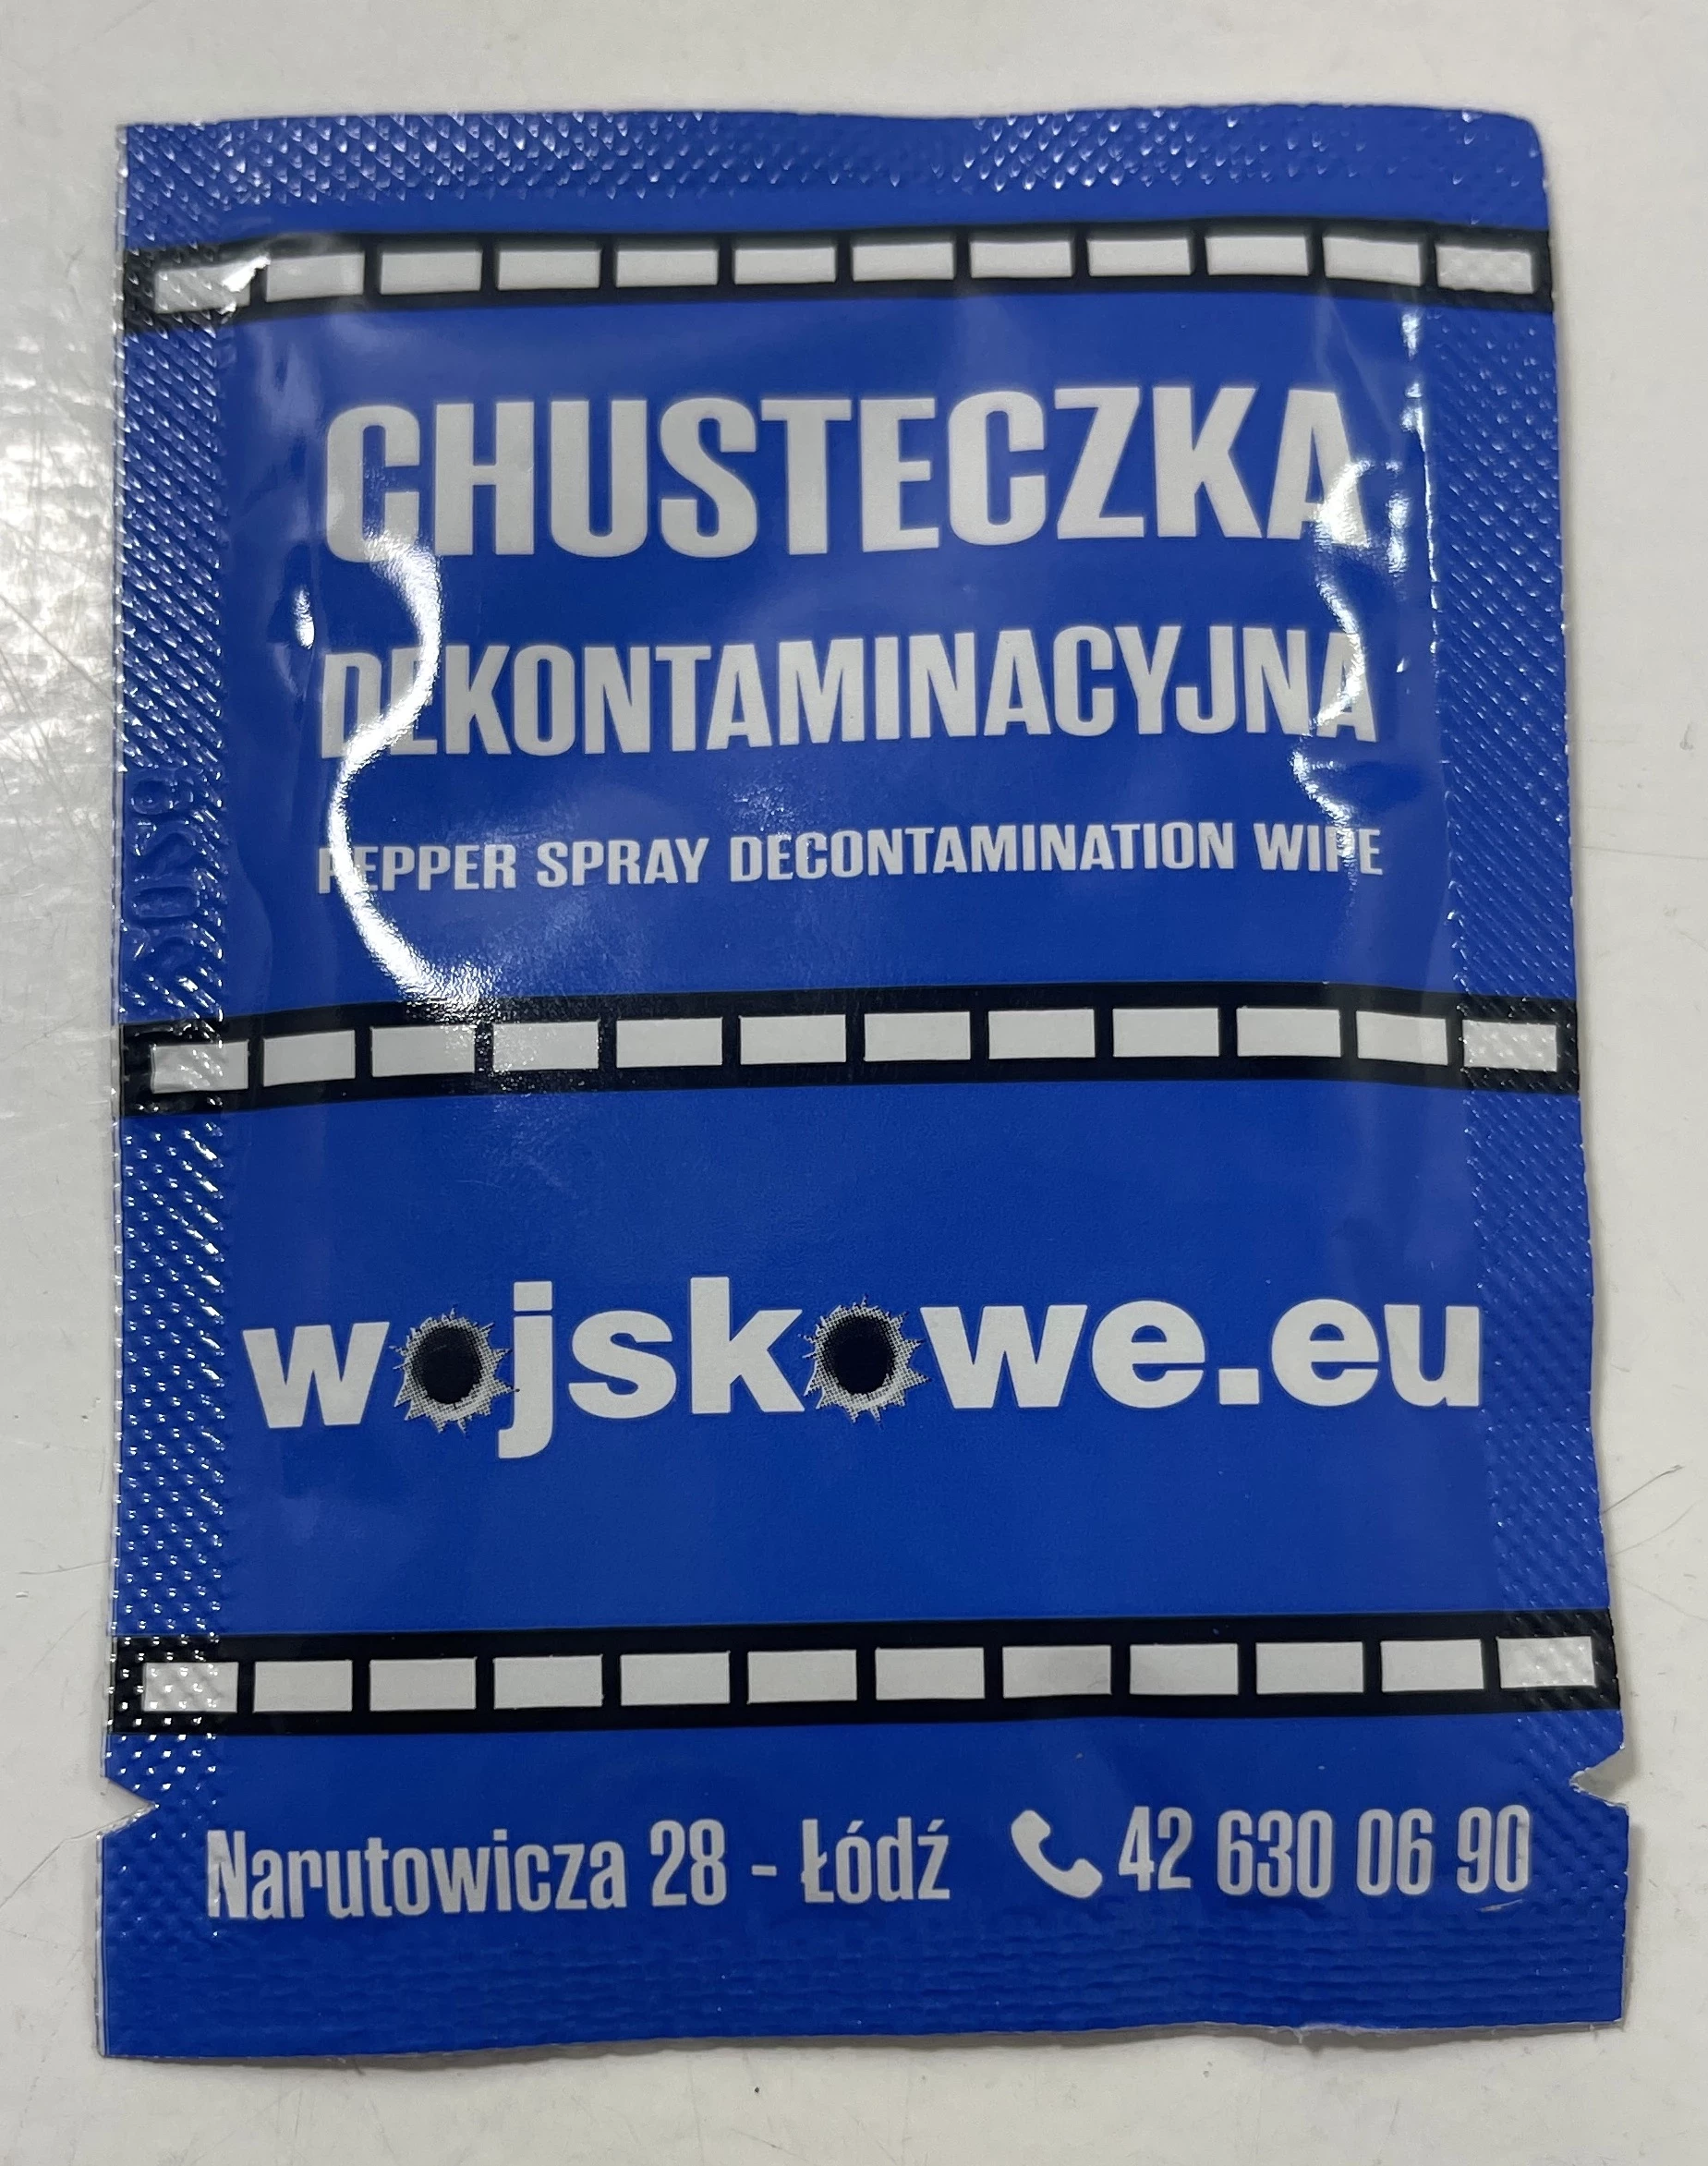 CHUSTECZKA
DEKONTAMINACYJNA
PEPPER SPRAY DECONTAMINATION WIPE
wojskowe.eu
Narutowicza 28 - Łódź 42 630 06 90